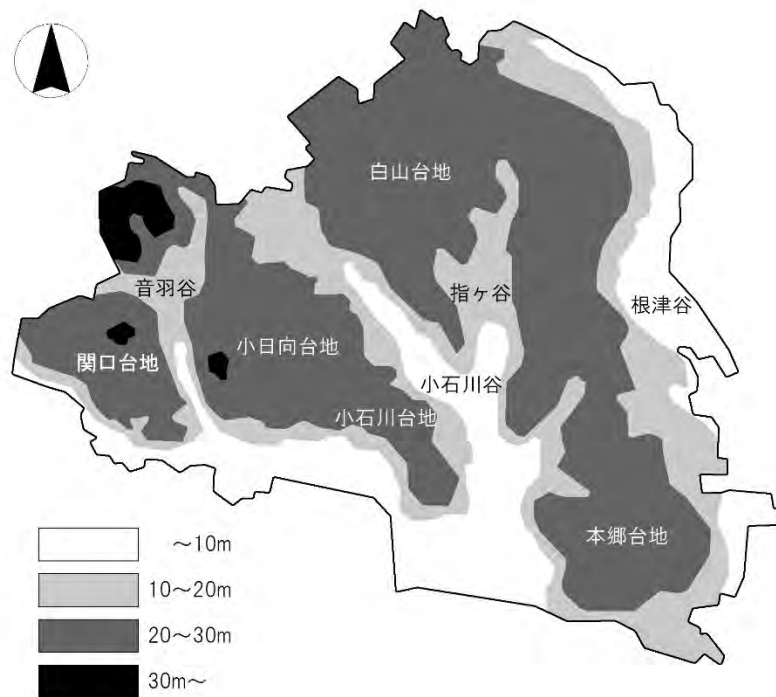 白山台地
音羽谷
指ヶ谷
根津谷
関口台地
小日向台地
小石川谷
小石川台地
本郷台地
～10m
10～20m
20～30m
30m～